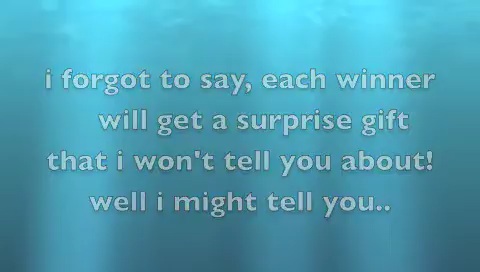 i forgot to say, each winner
will get a surprise gift
that i won't tell you about!
well i might tell you..